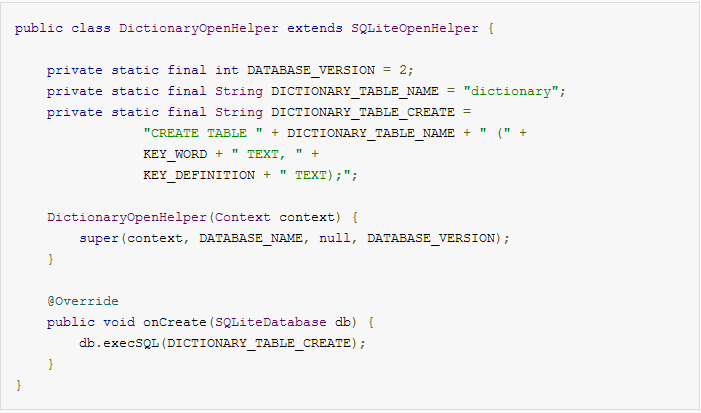 public class DictionaryOpenHelper extends SQLiteOpenHelper {
private static final int DATABASE_VERSION = 2;
private static final String DICTIONARY_TABLE_NAME = "dictionary";
private static final String DICTIONARY_TABLE_CREATE =
"CREATE TABLE " + DICTIONARY_TABLE_NAME + " (" +
KEY_WORD + " TEXT, " +
KEY_DEFINITION + " TEXT);";
DictionaryOpenHelper(Context context) {
super(context, DATABASE_NAME, null, DATABASE_VERSION);
}
@Override
public void onCreate(SQLiteDatabase db) {
db.execSQL(DICTIONARY_TABLE_CREATE);
}
}